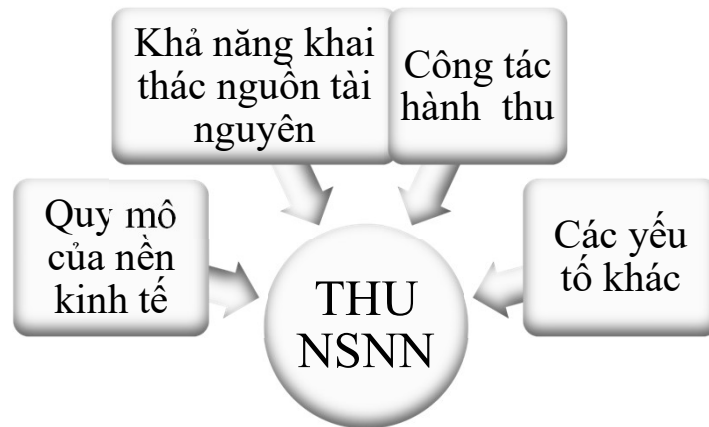 Khả năng khai
thác nguồn tài
nguyên
Công tác
hành thu
Quy mô
của nền
kinh tế
Các yếu
tố khác
THU
NSNN